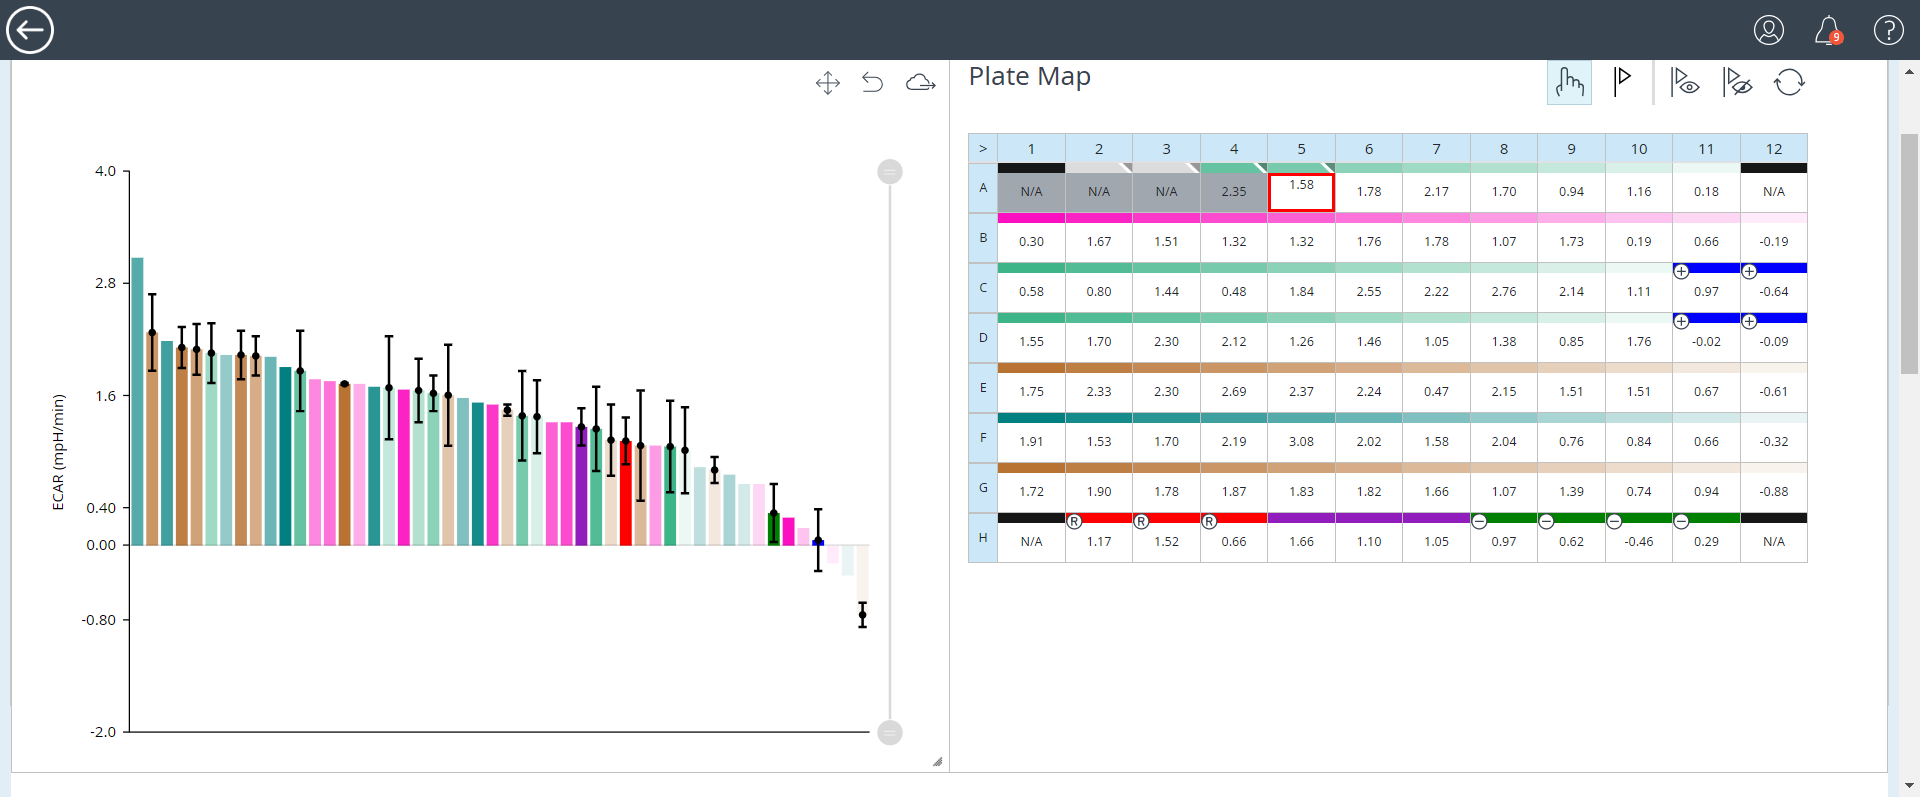 9
?
Plate Map
4.0
2.8
1.6
0.40
0.00
-0.80
-2.0
ECAR (mpH/min)
> 1 2 3 4 5 6 7 8 9 10 11 12
A N/A N/A N/A 2.35 1.58 1.78 2.17 1.70 0.94 1.16 0.18 N/A
B 0.30 1.67 1.51 1.32 1.32 1.76 1.78 1.07 1.73 0.19 0.66 -0.19
+ +
C 0.58 0.80 1.44 0.48 1.84 2.55 2.22 2.76 2.14 1.11 0.97 -0.64
+ +
D 1.55 1.70 2.30 2.12 1.26 1.46 1.05 1.38 0.85 1.76 -0.02 -0.09
E 1.75 2.33 2.30 2.69 2.37 2.24 0.47 2.15 1.51 1.51 0.67 -0.61
F 1.91 1.53 1.70 2.19 3.08 2.02 1.58 2.04 0.76 0.84 0.66 -0.32
G 1.72 1.90 1.78 1.87 1.83 1.82 1.66 1.07 1.39 0.74 0.94 -0.88
R R R − − − −
H N/A 1.17 1.52 0.66 1.66 1.10 1.05 0.97 0.62 -0.46 0.29 N/A